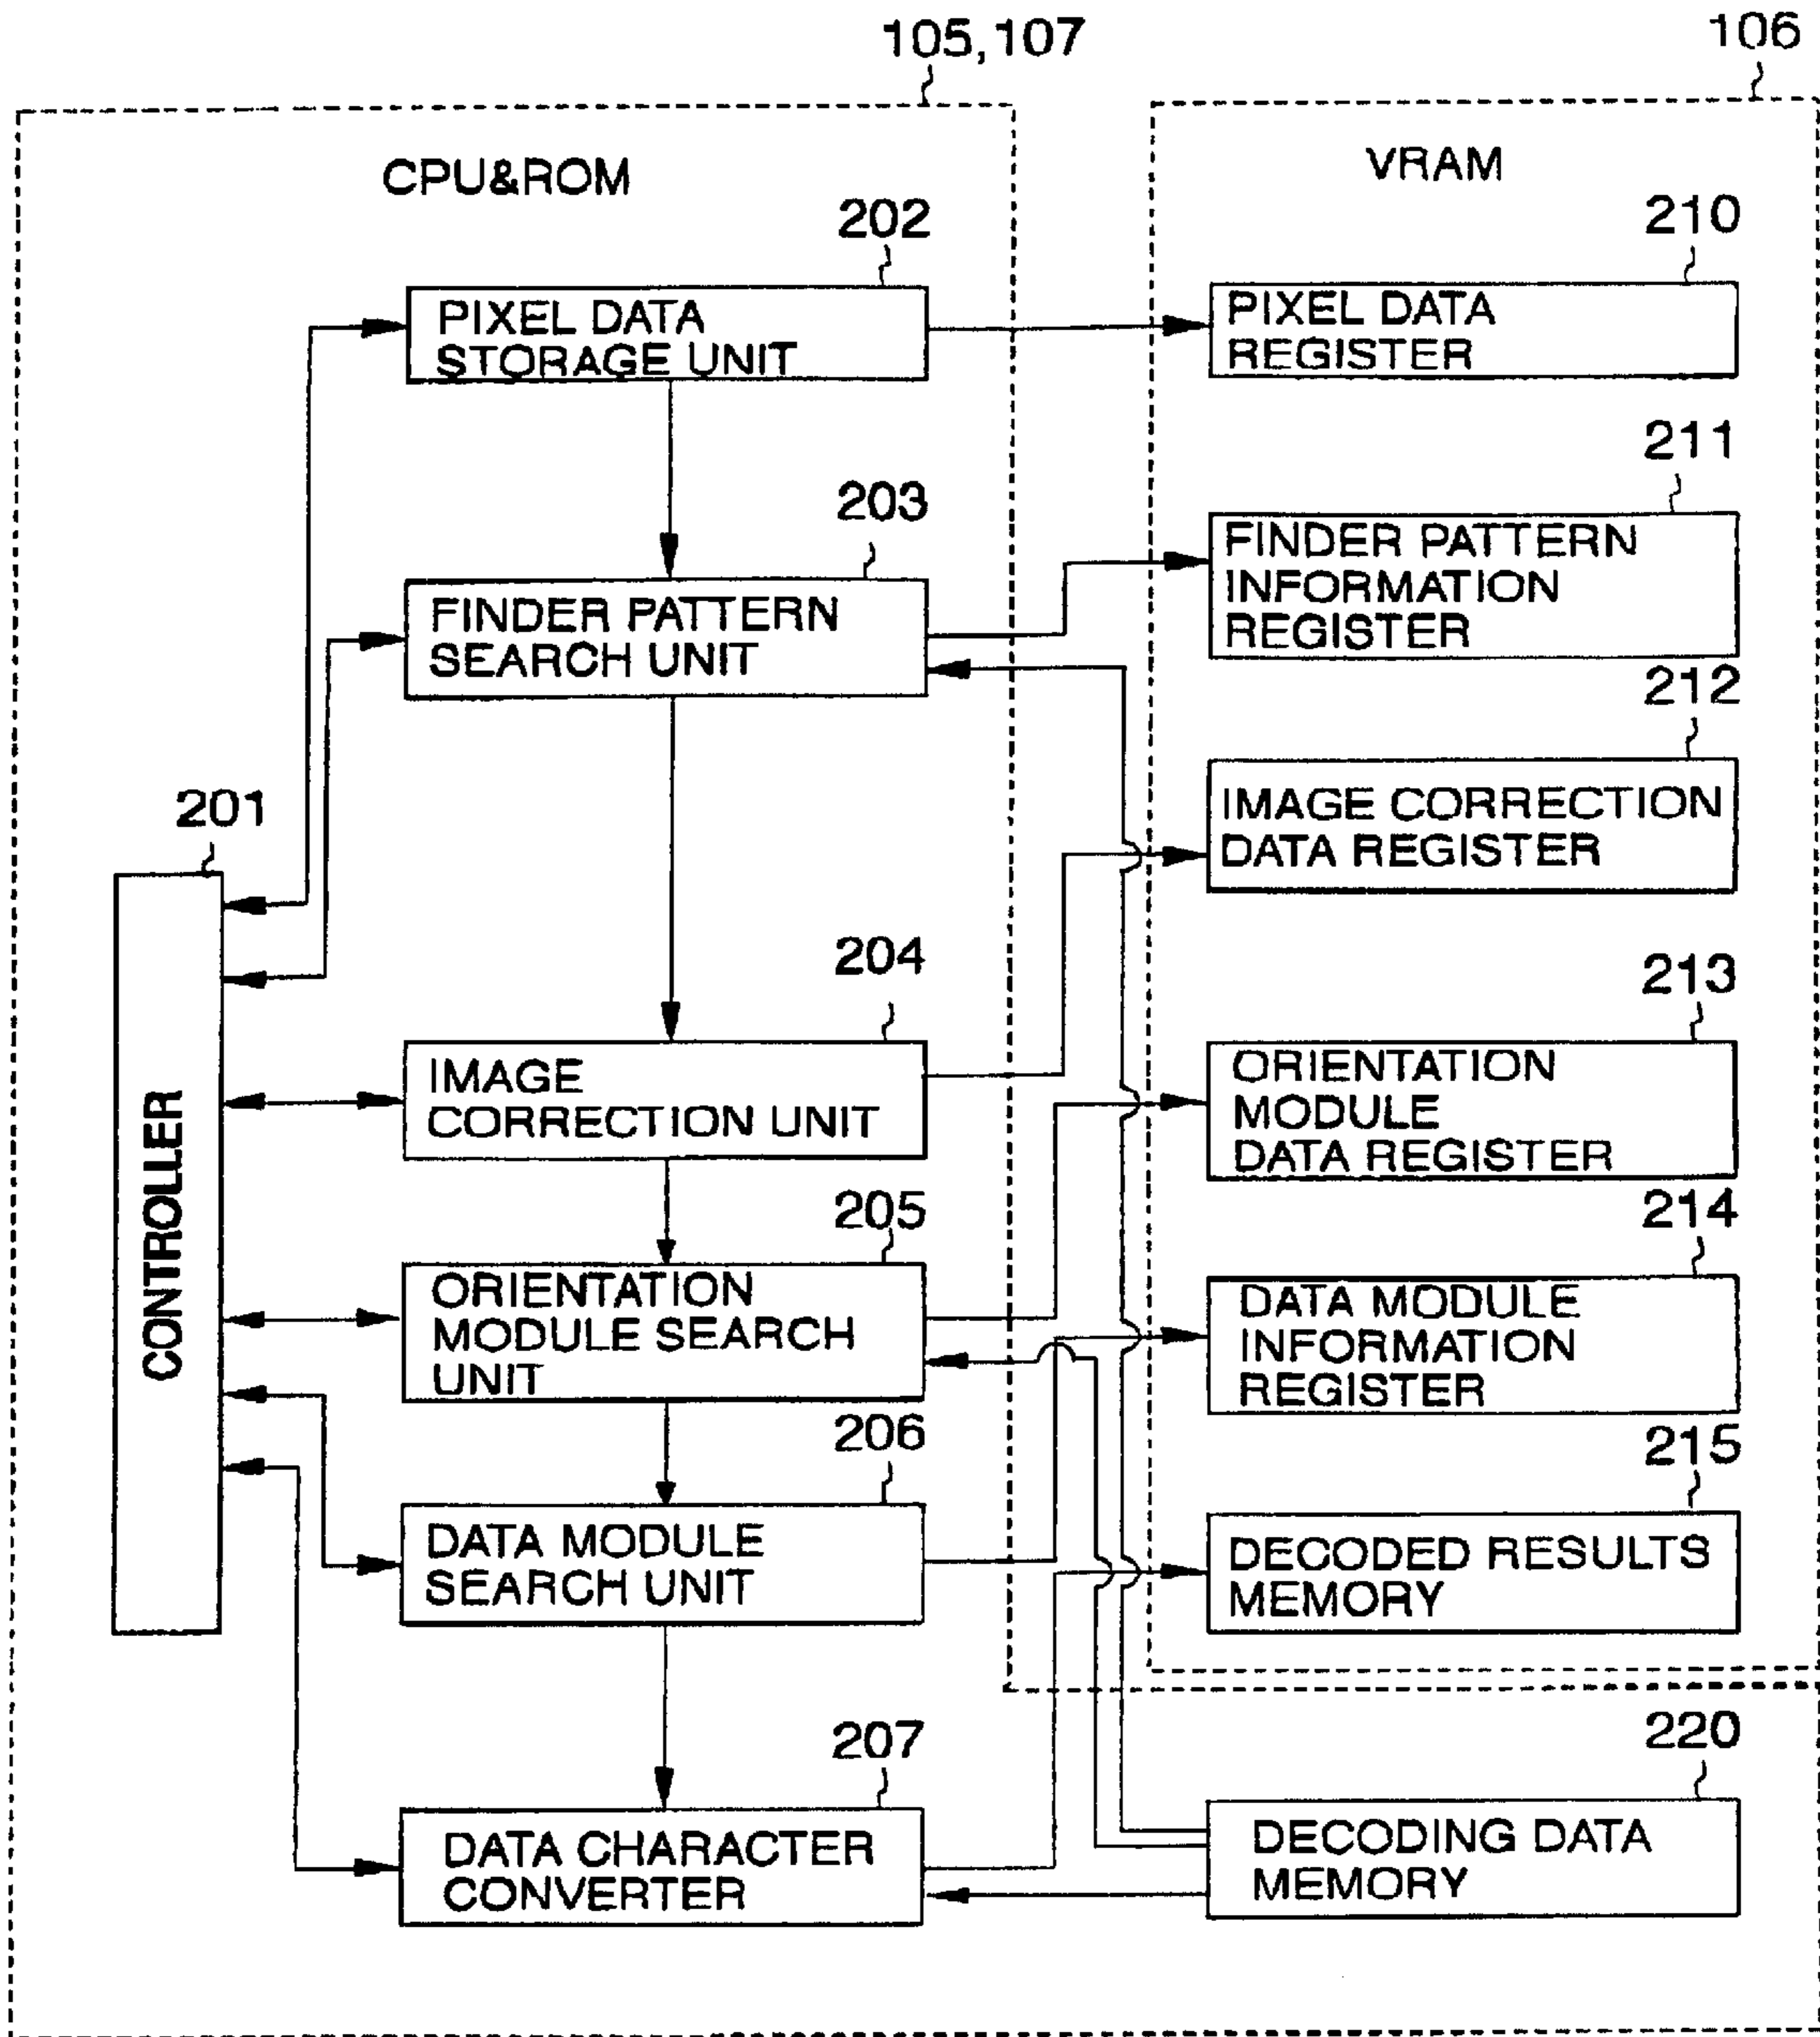 105,107
106
CPU&ROM
VRAM
202
PIXEL DATA
STORAGE UNIT
210
PIXEL DATA
REGISTER
203
FINDER PATTERN
SEARCH UNIT
211
FINDER PATTERN
INFORMATION
REGISTER
212
IMAGE CORRECTION
DATA REGISTER
201
CONTROLLER
204
IMAGE
CORRECTION UNIT
213
ORIENTATION
MODULE
DATA REGISTER
205
ORIENTATION
MODULE SEARCH
UNIT
214
DATA MODULE
INFORMATION
REGISTER
206
DATA MODULE
SEARCH UNIT
215
DECODED RESULTS
MEMORY
207
DATA CHARACTER
CONVERTER
220
DECODING DATA
MEMORY